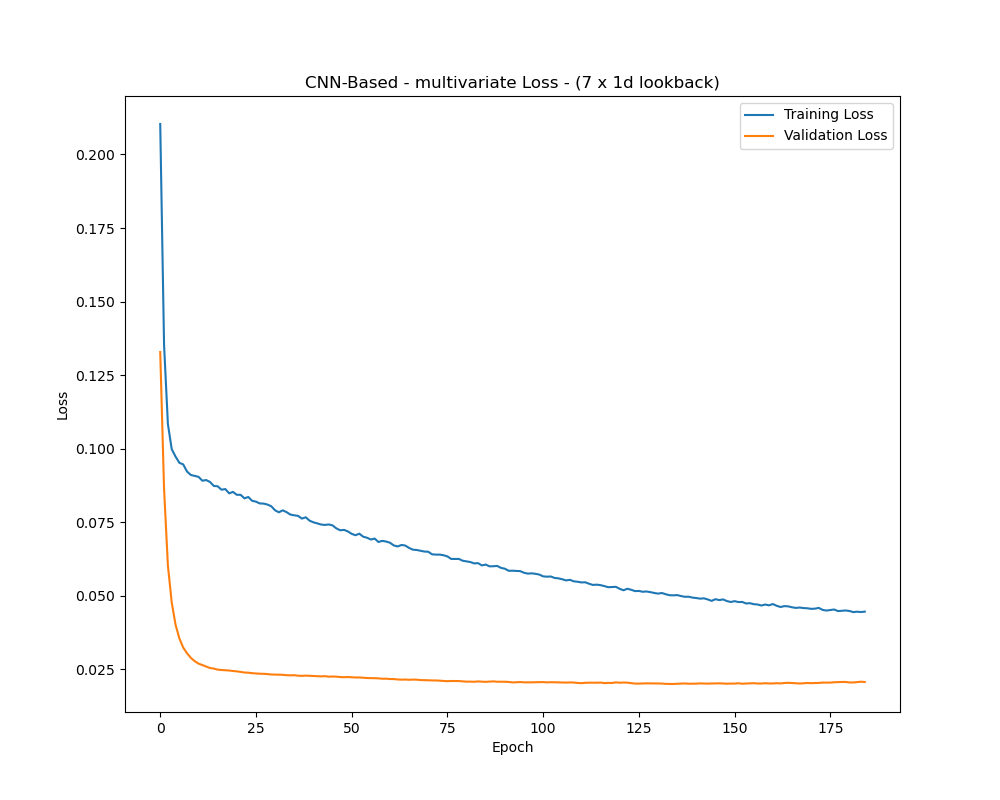 CNN-Based - multivariate Loss - (7 x 1d lookback)
Training Loss
Validation Loss
0.200
0.175
0.150
0.125
0.100
0.075
0.050
0.025
Loss
0 25 50 75 100 125 150 175
Epoch